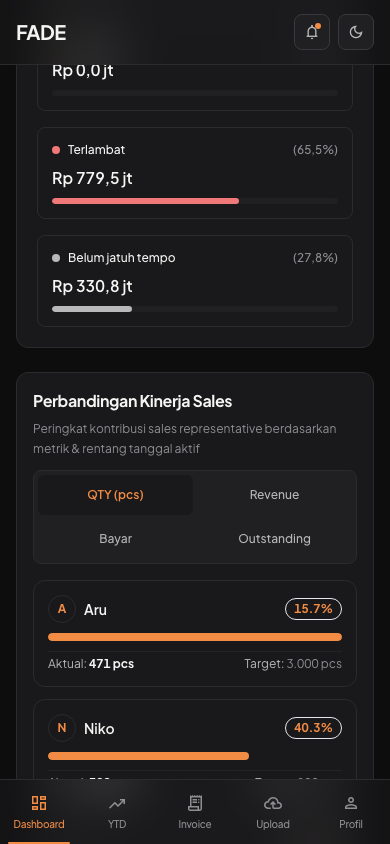 FADE
Rp 0,0 jt
Terlambat (65,5%)
Rp 779,5 jt
Belum jatuh tempo (27,8%)
Rp 330,8 jt
Perbandingan Kinerja Sales
Peringkat kontribusi sales representative berdasarkan
metrik & rentang tanggal aktif
QTY (pcs) Revenue
Bayar Outstanding
A Aru 15.7%
Aktual: 471 pcs Target: 3.000 pcs
N Niko 40.3%
Dashboard YTD Invoice Upload Profil